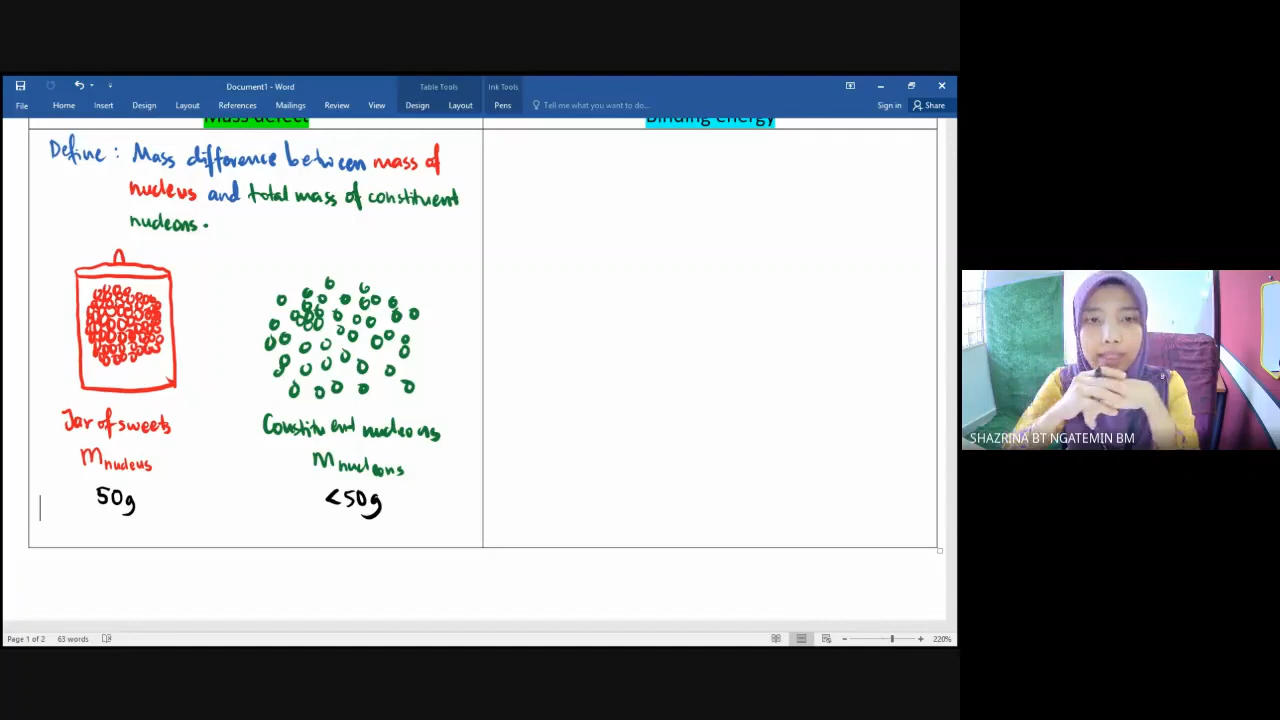 Document1 - Word
Table Tools
Ink Tools
File Home Insert Design Layout References Mailings Review View Design Layout Pens Tell me what you want to do... Sign in Share
Mass defect
Binding energy
Define : Mass difference between mass of
nucleus and total mass of constituent
nucleons.
Jar of sweets
Constituent nucleons
Mnucleus
Mnucleons
50g
<50g
SHAZRINA BT NGATEMIN BM
Page 1 of 2 63 words
220%